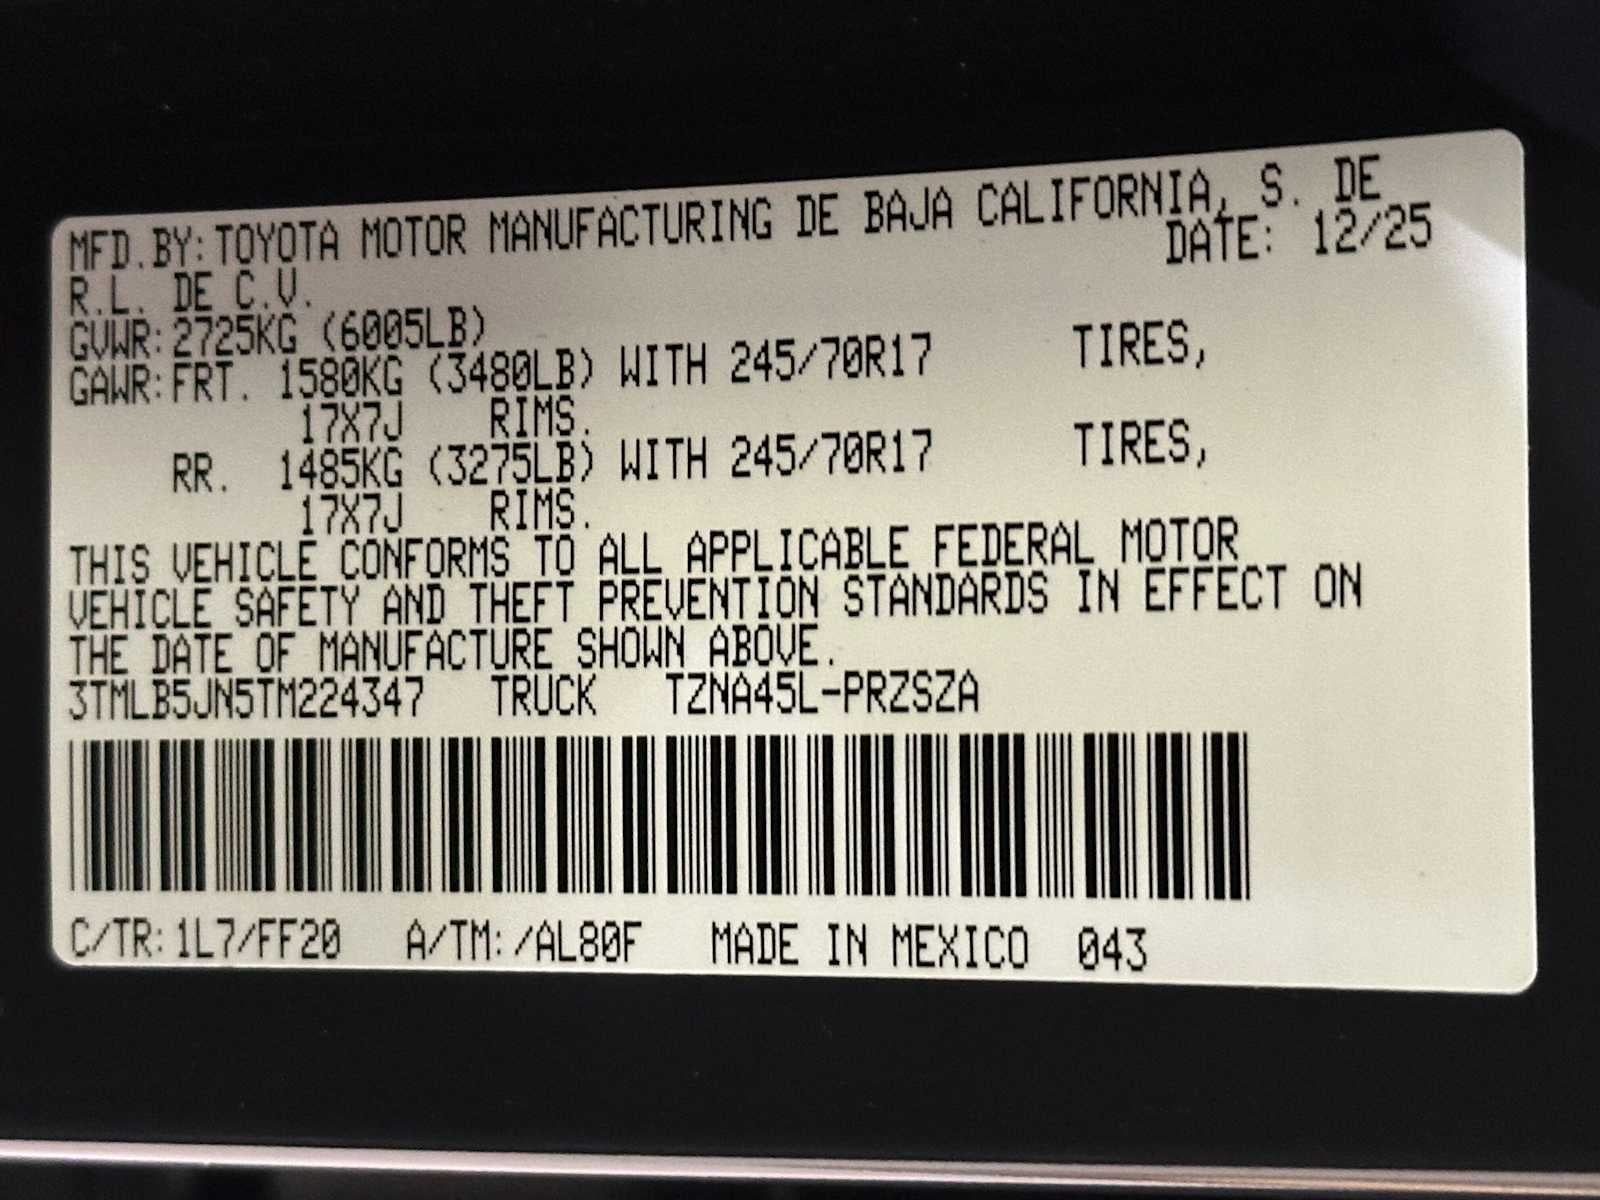 MFD.BY:TOYOTA MOTOR MANUFACTURING DE BAJA CALIFORNIA, S. DE
R.L. DE C.V. DATE: 12/25
GVWR:2725KG (6005LB)
GAWR:FRT. 1580KG (3480LB) WITH 245/70R17 TIRES,
17X7J RIMS.
RR. 1485KG (3275LB) WITH 245/70R17 TIRES,
17X7J RIMS.
THIS VEHICLE CONFORMS TO ALL APPLICABLE FEDERAL MOTOR
VEHICLE SAFETY AND THEFT PREVENTION STANDARDS IN EFFECT ON
THE DATE OF MANUFACTURE SHOWN ABOVE.
3TMLB5JN5TM224347 TRUCK TZNA45L-PRZSZA
C/TR:1L7/FF20 A/TM:/AL80F MADE IN MEXICO 043